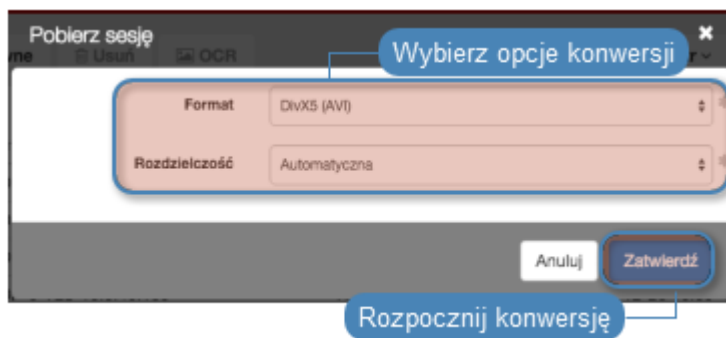 Pobierz sesję
Usuń OCR
Wybierz opcje konwersji
Format DivX5 (AVI)
Rozdzielczość Automatyczna
Anuluj Zatwierdź
Rozpocznij konwersję